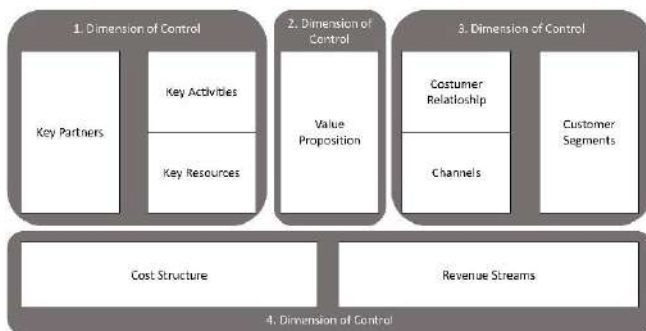 1. Dimension of Control
2. Dimension of
Control
3. Dimension of Control
Key Partners
Key Activities
Key Resources
Value
Proposition
Costumer
Relatioship
Channels
Customer
Segments
Cost Structure
Revenue Streams
4. Dimension of Control